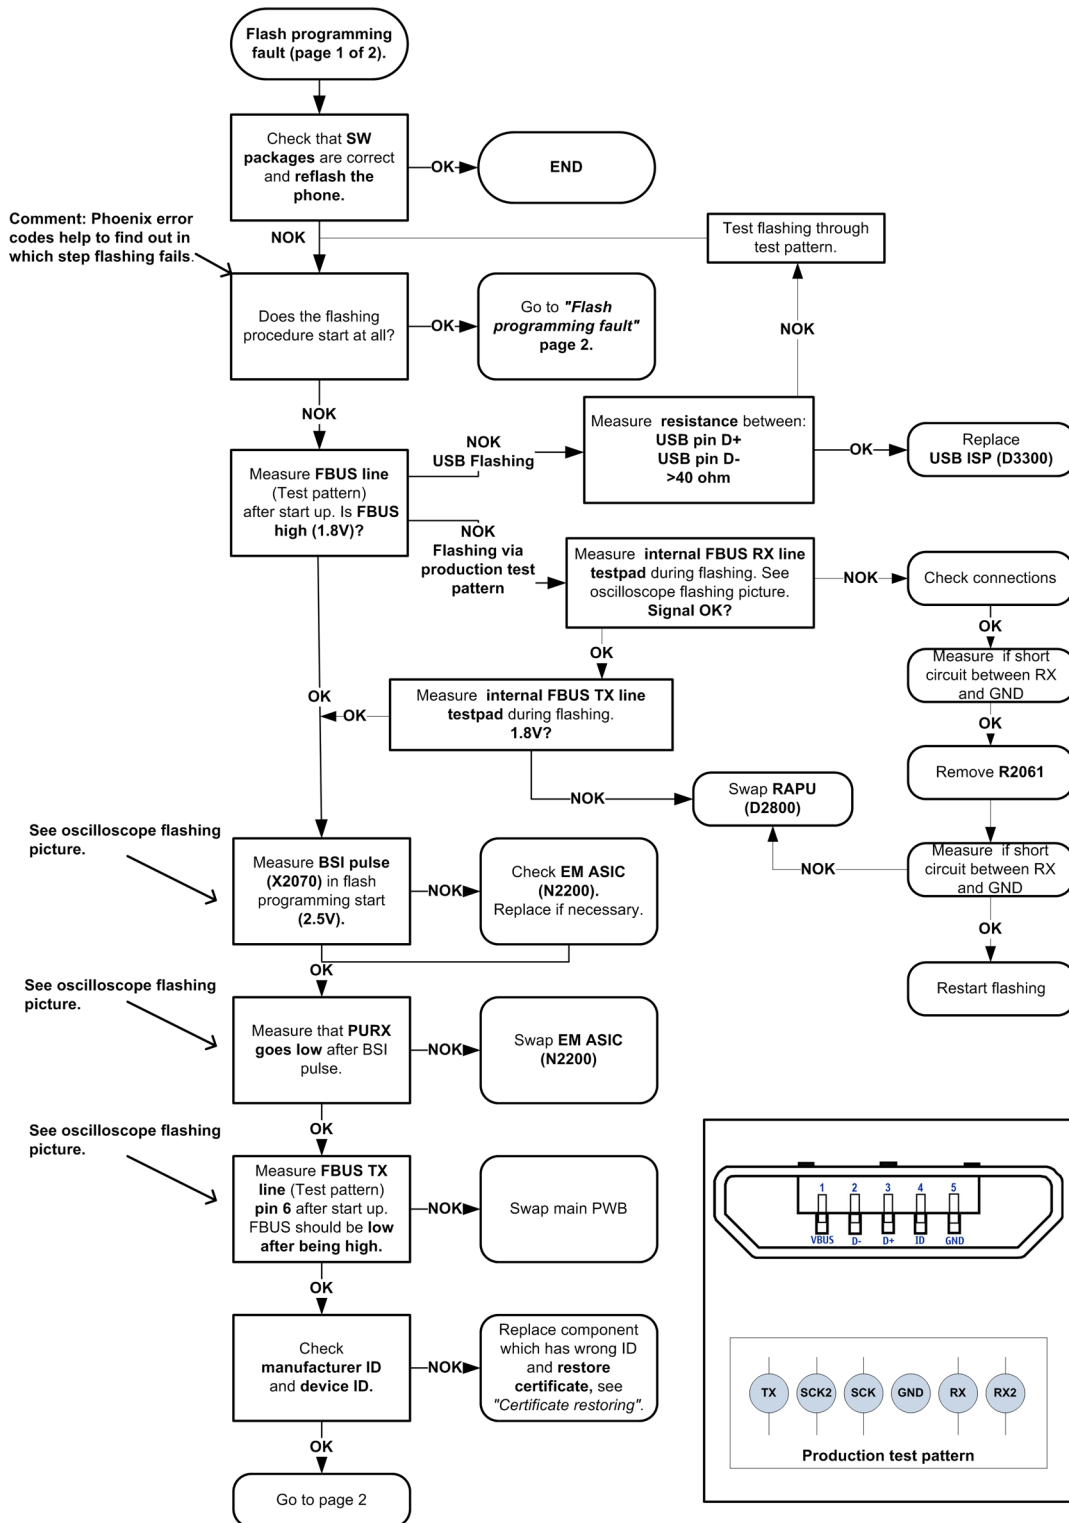 Flash programming
fault (page 1 of 2).
Check that SW
packages are correct
and reflash the
phone.
OK
END
Comment: Phoenix error
codes help to find out in
which step flashing fails.
NOK
Test flashing through
test pattern.
Does the flashing
procedure start at all?
OK
Go to "Flash
programming fault"
page 2.
NOK
NOK
Measure FBUS line
(Test pattern)
after start up. Is FBUS
high (1.8V)?
NOK
USB Flashing
Measure resistance between:
USB pin D+
USB pin D-
>40 ohm
OK
Replace
USB ISP (D3300)
NOK
Flashing via
production test
pattern
Measure internal FBUS RX line
testpad during flashing. See
oscilloscope flashing picture.
Signal OK?
NOK
Check connections
OK
Measure if short
circuit between RX
and GND
OK
Remove R2061
OK
Measure internal FBUS TX line
testpad during flashing.
1.8V?
OK
OK
NOK
Swap RAPU
(D2800)
NOK
Measure if short
circuit between RX
and GND
OK
Restart flashing
See oscilloscope flashing
picture.
Measure BSI pulse
(X2070) in flash
programming start
(2.5V).
NOK
Check EM ASIC
(N2200).
Replace if necessary.
OK
See oscilloscope flashing
picture.
Measure that PURX
goes low after BSI
pulse.
NOK
Swap EM ASIC
(N2200)
OK
See oscilloscope flashing
picture.
Measure FBUS TX
line (Test pattern)
pin 6 after start up.
FBUS should be low
after being high.
NOK
Swap main PWB
OK
Check
manufacturer ID
and device ID.
NOK
Replace component
which has wrong ID
and restore
certificate, see
"Certificate restoring".
OK
Go to page 2
1 2 3 4 5
VBUS D- D+ ID GND
TX SCK2 SCK GND RX RX2
Production test pattern